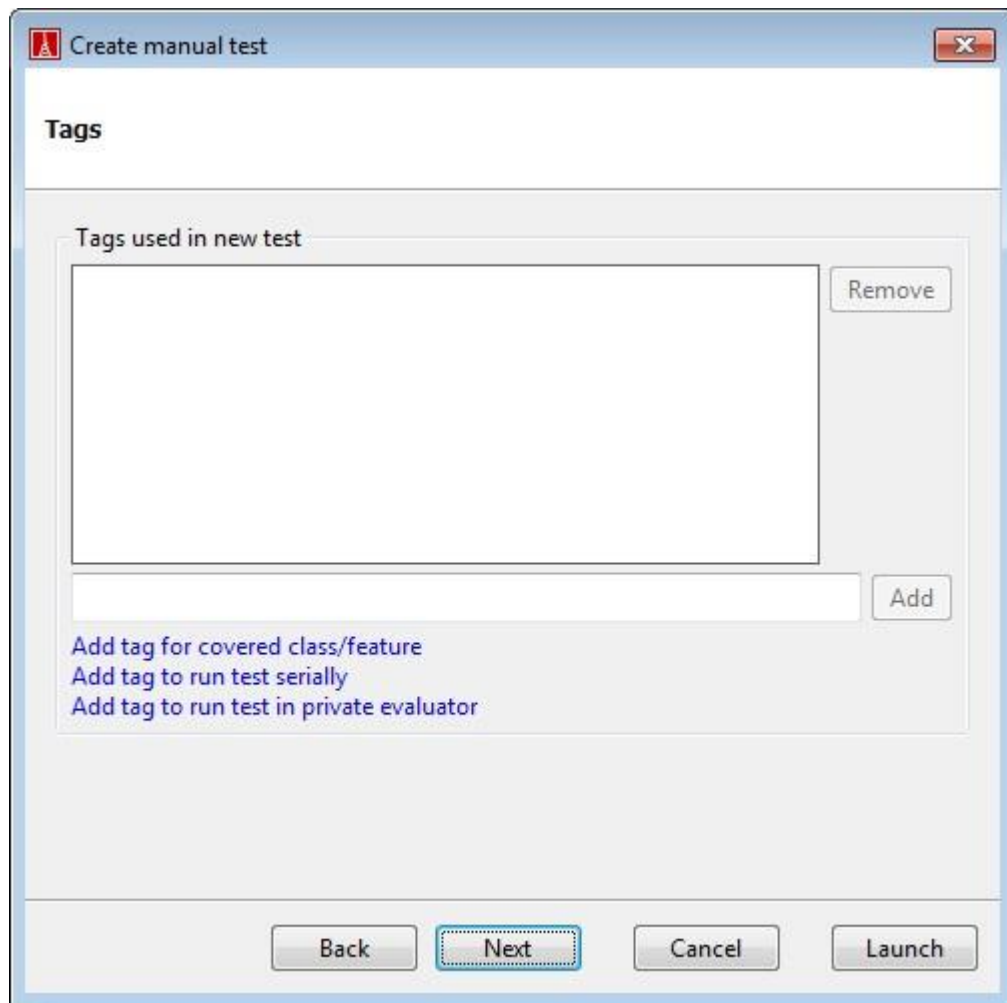 Create manual test
Tags
Tags used in new test
Remove
Add
Add tag for covered class/feature
Add tag to run test serially
Add tag to run test in private evaluator
Back Next Cancel Launch